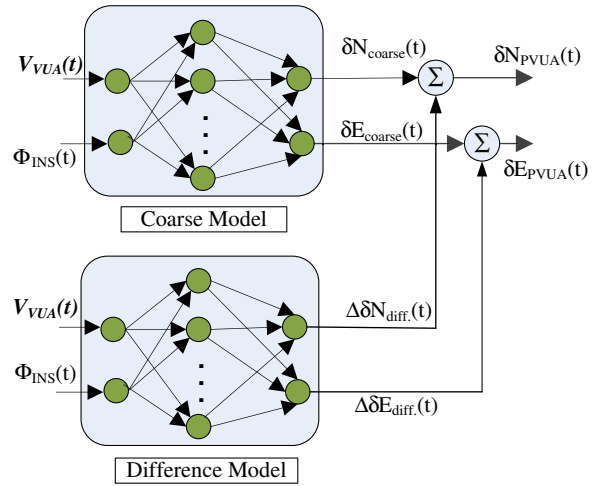 V_VUA(t)
δN_coarse(t)
Σ
δN_PVUA(t)
Φ_INS(t)
δE_coarse(t)
Σ
δE_PVUA(t)
Coarse Model
V_VUA(t)
ΔδN_diff.(t)
Φ_INS(t)
ΔδE_diff.(t)
Difference Model